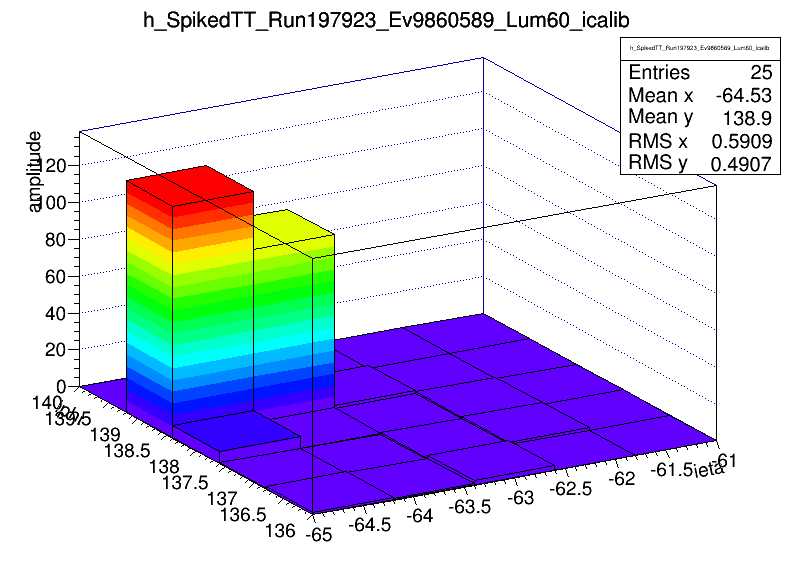 h_SpikedTT_Run197923_Ev9860589_Lum60_icalib
h_SpikedTT_Run197923_Ev9860589_Lum60_icalib
Entries 25
Mean x -64.53
Mean y 138.9
RMS x 0.5909
RMS y 0.4907
amplitude
120
100
80
60
40
20
0
140
139.5
139
138.5
138
137.5
137
136.5
136
-65
-64.5
-64
-63.5
-63
-62.5
-62
-61.5
-61
ieta